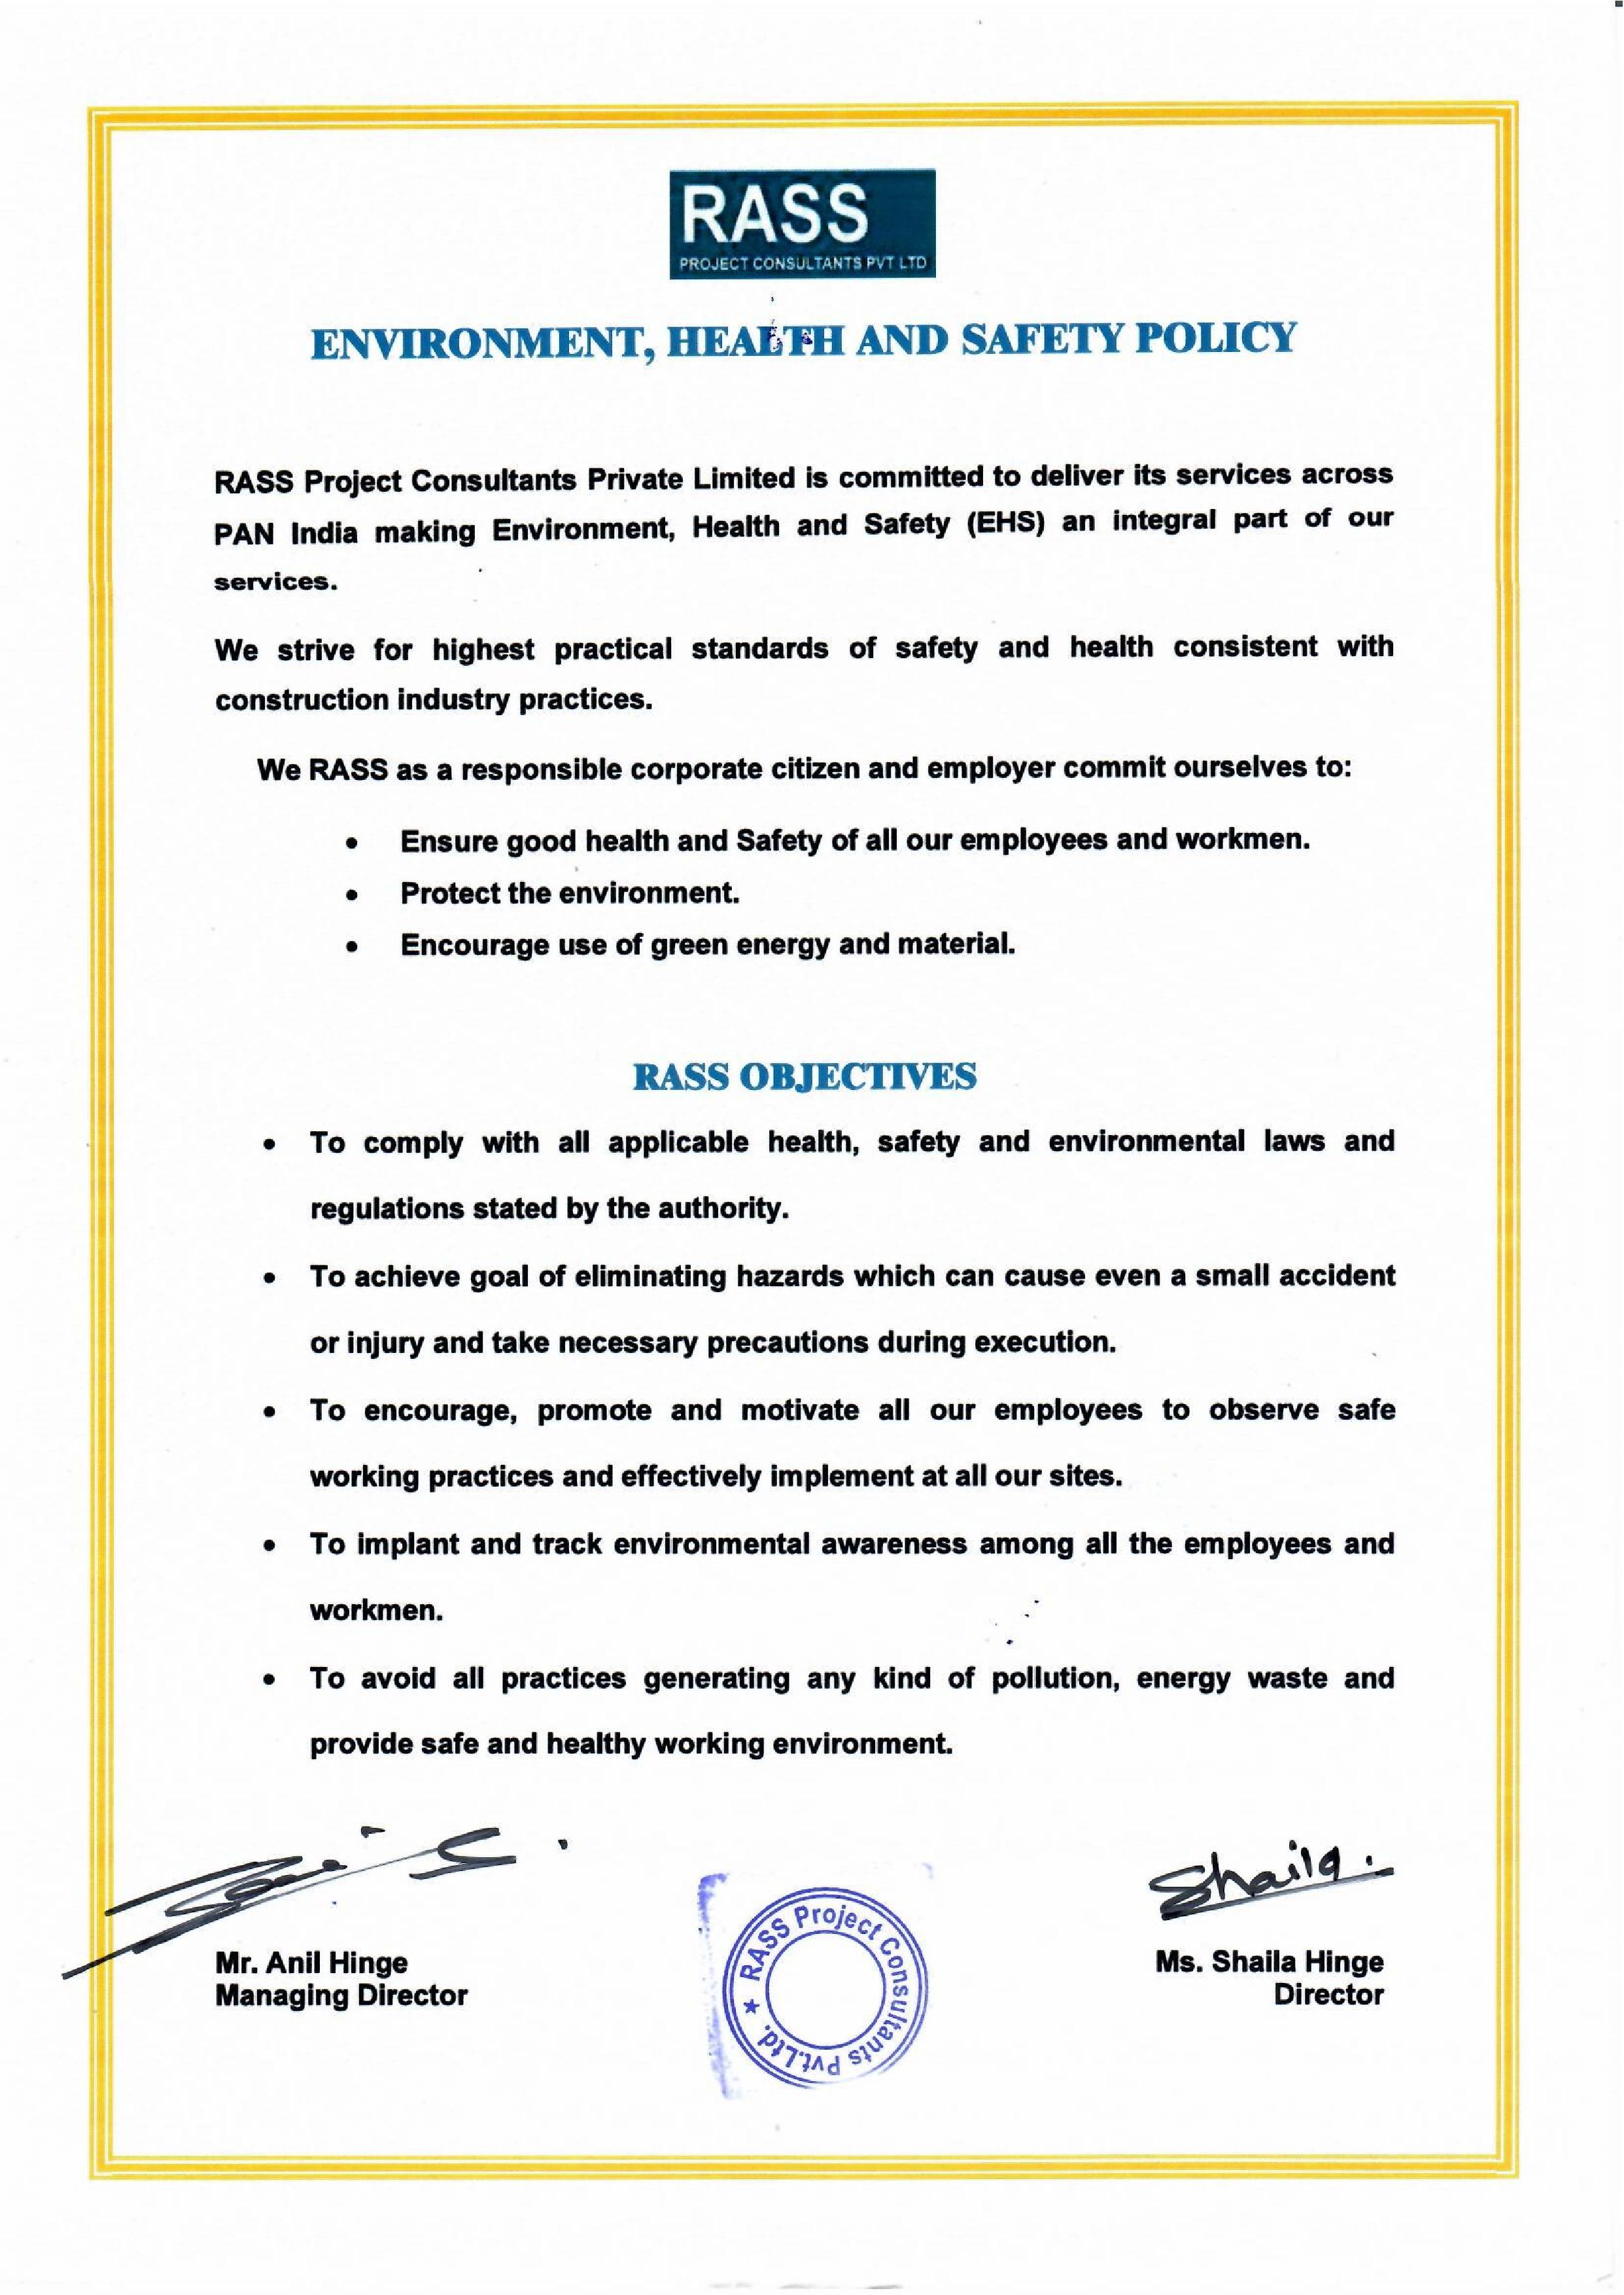 RASS
PROJECT CONSULTANTS PVT LTD
ENVIRONMENT, HEALTH AND SAFETY POLICY
RASS Project Consultants Private Limited is committed to deliver its services across
PAN India making Environment, Health and Safety (EHS) an integral part of our
services.
We strive for highest practical standards of safety and health consistent with
construction industry practices.
We RASS as a responsible corporate citizen and employer commit ourselves to:
• Ensure good health and Safety of all our employees and workmen.
• Protect the environment.
• Encourage use of green energy and material.
RASS OBJECTIVES
• To comply with all applicable health, safety and environmental laws and
regulations stated by the authority.
• To achieve goal of eliminating hazards which can cause even a small accident
or injury and take necessary precautions during execution.
• To encourage, promote and motivate all our employees to observe safe
working practices and effectively implement at all our sites.
• To implant and track environmental awareness among all the employees and
workmen.
• To avoid all practices generating any kind of pollution, energy waste and
provide safe and healthy working environment.
Shaila.
Mr. Anil Hinge
Managing Director
RASS Project Consultants Pvt.Ltd. ★
Ms. Shaila Hinge
Director